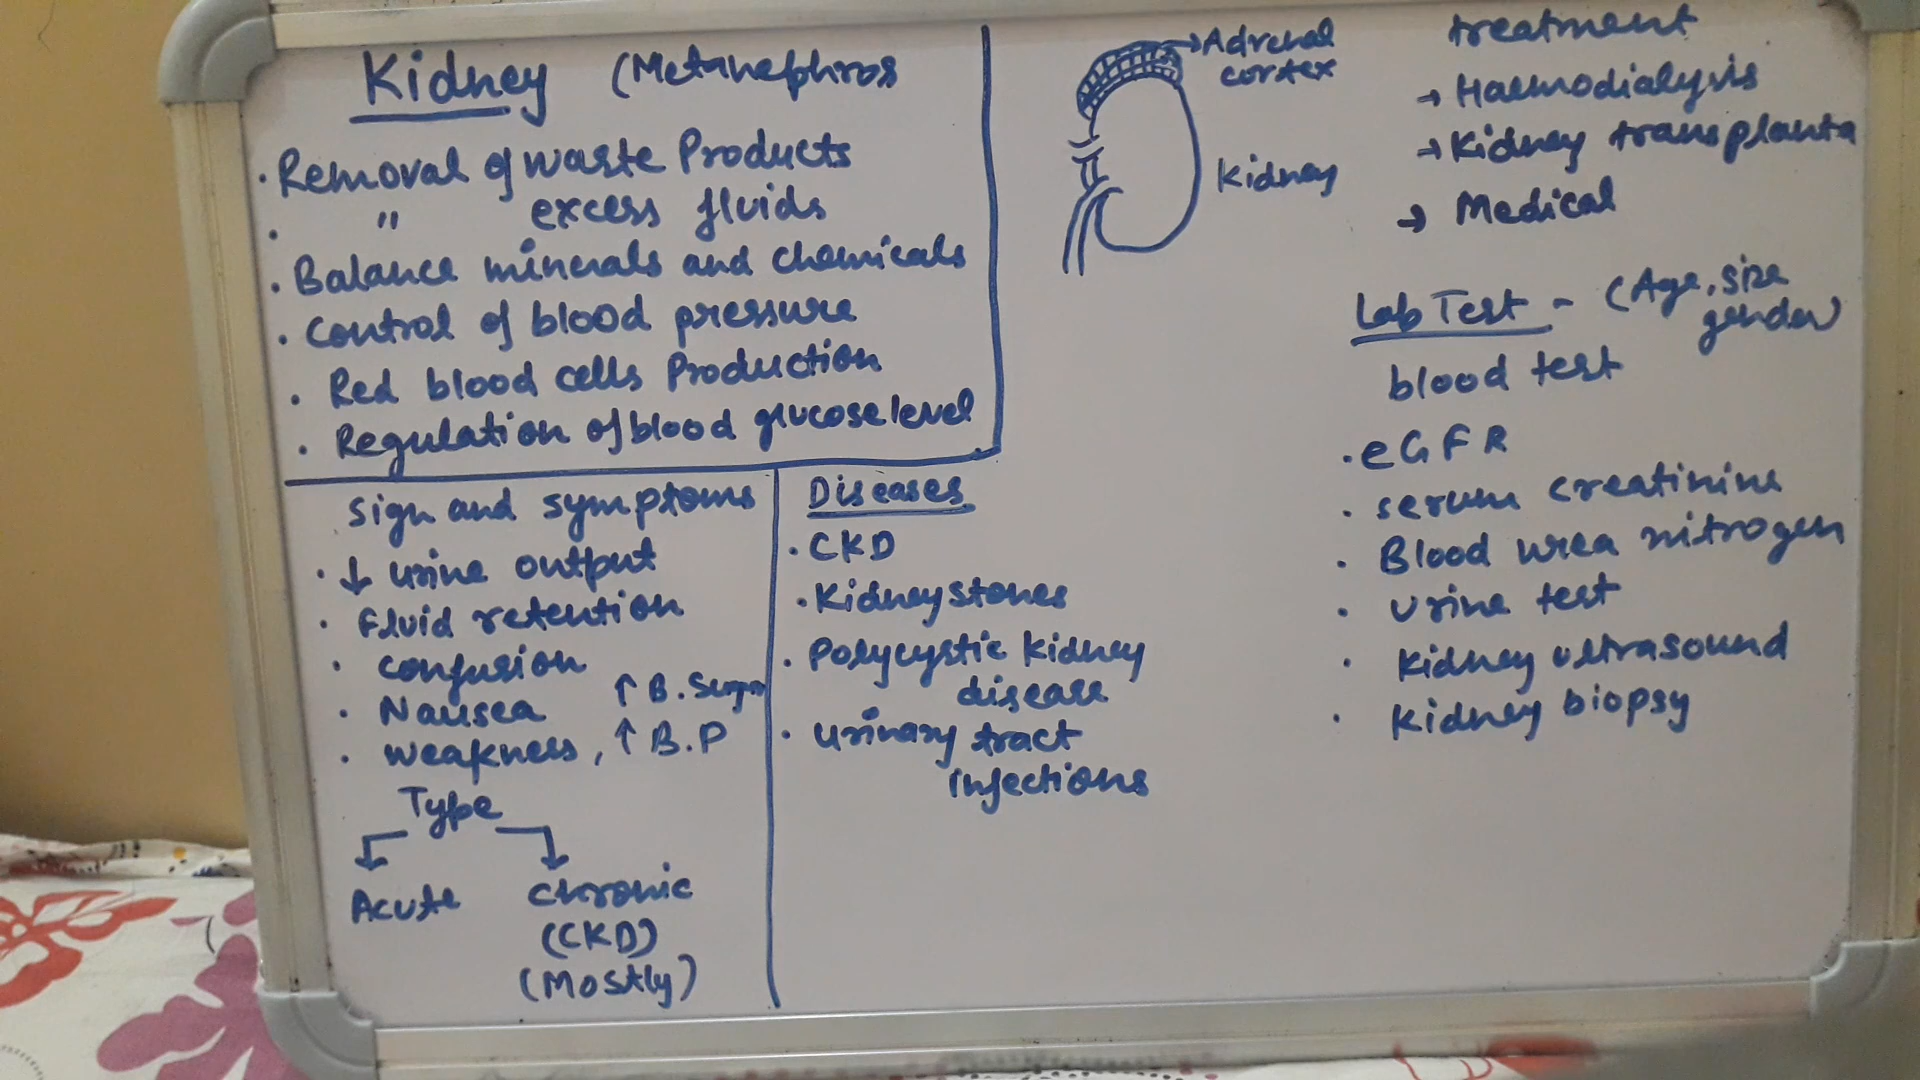 Kidney (Metanephros
· Removal of waste Products
· " excess fluids
· Balance minerals and chemicals
· Control of blood pressure
· Red blood cells Production
· Regulation of blood glucose level
Sign and symptoms
· ↓ urine output
· Fluid retention
· confusion
· Nausea ↑ B.
· weakness, ↑ B.P
Type
Acute Chronic
(CKD)
(Mostly)
Diseases
· CKD
· Kidney stones
· Polycystic kidney
disease
· Urinary tract
infections
→ Adrenal
cortex
Kidney
treatment
→ Haemodialysis
→ Kidney transplanta
→ Medical
Lab Test - (Age, size
gender)
blood test
· eGFR
· serum creatinine
· Blood urea nitrogen
· Urine test
· Kidney ultrasound
· Kidney biopsy